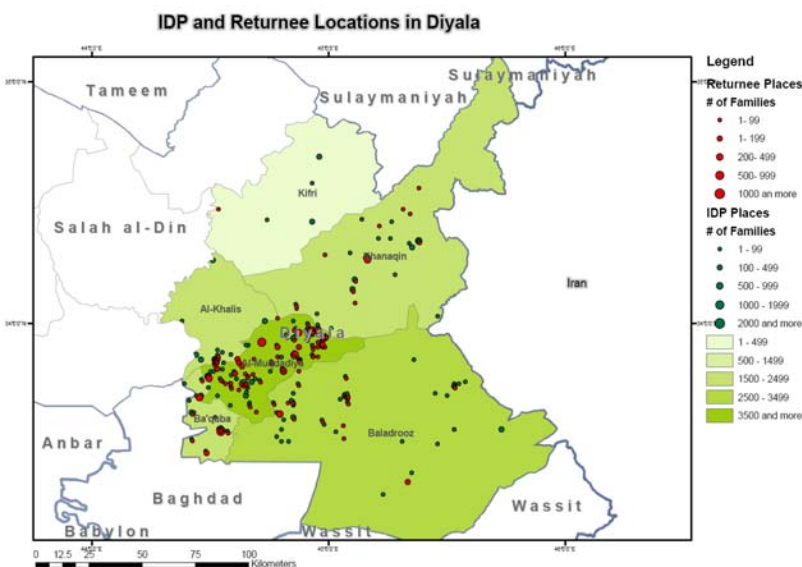 IDP and Returnee Locations in Diyala
Legend
Returnee Places
# of Families
1- 99
1- 199
200- 499
500- 999
1000 an more
IDP Places
# of Families
1 - 99
100 - 499
500 - 999
1000 - 1999
2000 and more
1 - 499
500 - 1499
1500 - 2499
2500 - 3499
3500 and more
Tameem
Sulaymaniyah
Sulaymaniyah
Kifri
Salah al-Din
Khanaqin
Iran
Al-Khalis
Diyala
Al-Muqdadiya
Ba'quba
Baladrooz
Anbar
Baghdad
Wassit
Babylon
Wassit
0 12.5 25 50 75 100
Kilometers